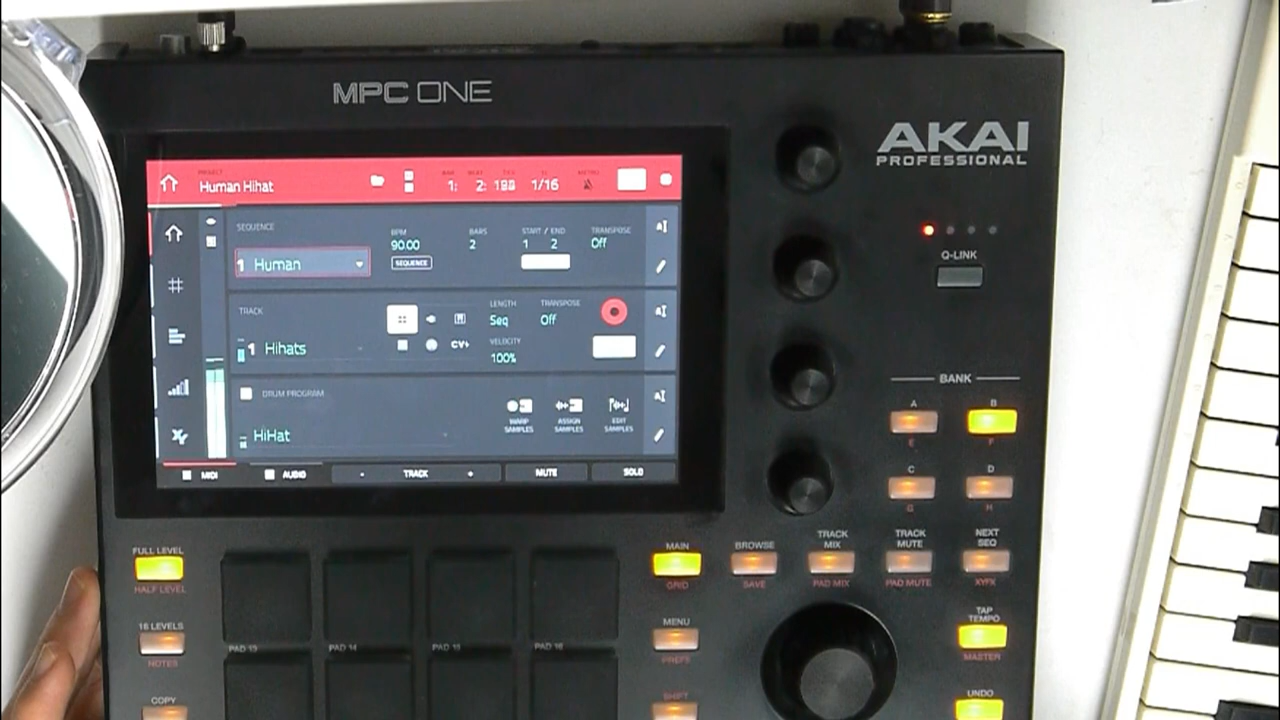 MPC ONE
AKAI
PROFESSIONAL
PROJECT
Human Hihat
1: 2:
1/16
SEQUENCE
1 Human
BPM
90.00
SEQUENCE
BARS
2
START / END
1 2
TRANSPOSE
Off
TRACK
1 Hihats
CV+
LENGTH
Seq
TRANSPOSE
Off
VELOCITY
100%
DRUM PROGRAM
HiHat
WARP
SAMPLES
ASSIGN
SAMPLES
EDIT
SAMPLES
MIDI
AUDIO
- TRACK +
MUTE
SOLO
Q-LINK
BANK
A
B
E
F
C
D
G
H
FULL LEVEL
HALF LEVEL
16 LEVELS
NOTES
COPY
PAD 13
PAD 14
PAD 15
PAD 16
MAIN
GRID
BROWSE
SAVE
TRACK
MIX
PAD MIX
TRACK
MUTE
PAD MUTE
NEXT
SEQ
XYFX
MENU
PREFS
SHIFT
TAP
TEMPO
MASTER
UNDO